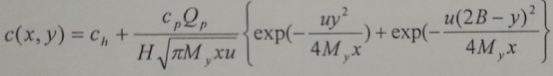 c(x, y) = c_h + \frac{c_p Q_p}{H\sqrt{\pi M_y xu}} \left\{ \exp(-\frac{uy^2}{4M_y x}) + \exp(-\frac{u(2B - y)^2}{4M_y x} \right\}